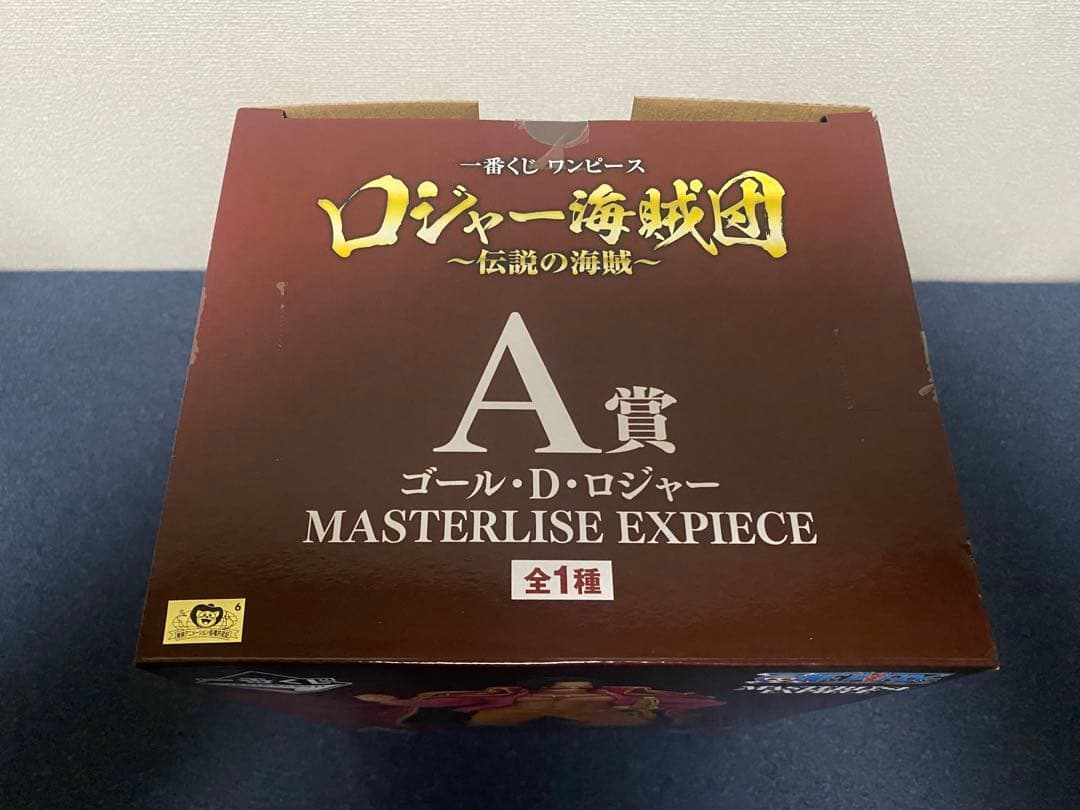 一番くじ ワンピース
ロジャー海賊団
～伝説の海賊～
A賞
ゴール・D・ロジャー
MASTERLISE EXPIECE
全1種
6